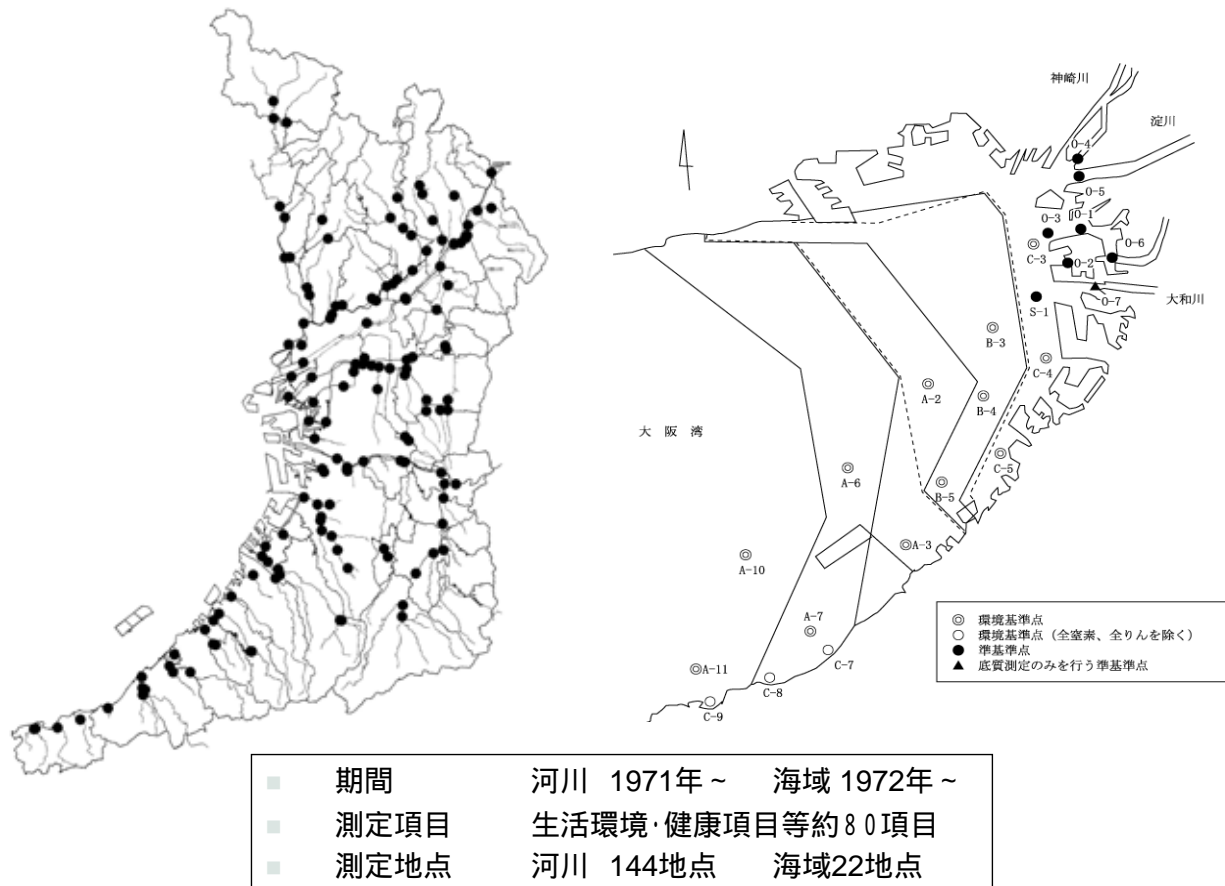 神崎川
淀川
O-4
O-5
O-3
O-1
O-6
C-3
O-2
大和川
O-7
S-1
B-3
C-4
A-2
B-4
大阪湾
C-5
A-6
B-5
A-3
A-10
A-7
C-7
A-11
C-8
C-9
◎ 環境基準点
○ 環境基準点（全窒素、全りんを除く）
● 準基準点
▲ 底質測定のみを行う準基準点
期間 河川 1971年~ 海域 1972年~
測定項目 生活環境･健康項目等約８０項目
測定地点 河川 144地点 海域22地点